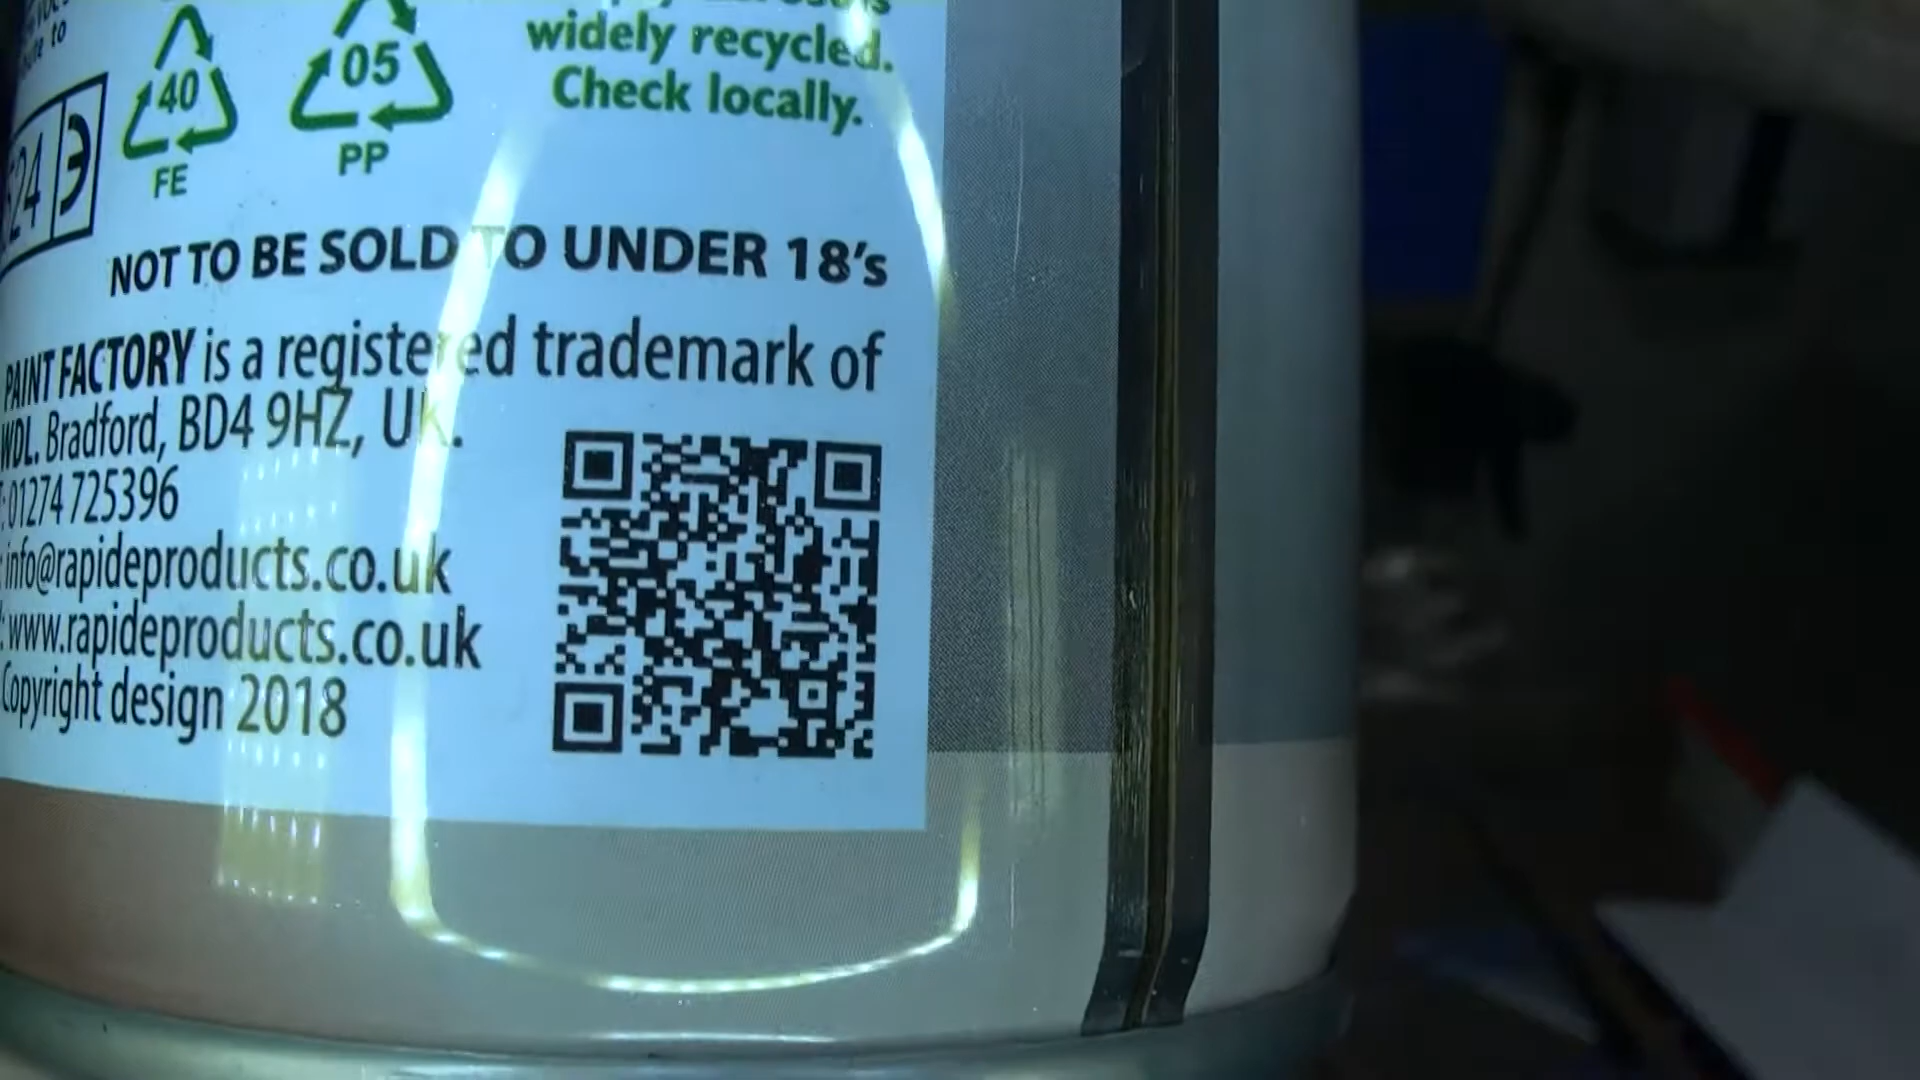 to
widely recycled.
Check locally.
40
FE
05
PP
NOT TO BE SOLD TO UNDER 18's
PAINT FACTORY is a registered trademark of
WDL. Bradford, BD4 9HZ, UK.
T: 01274 725396
info@rapideproducts.co.uk
: www.rapideproducts.co.uk
Copyright design 2018